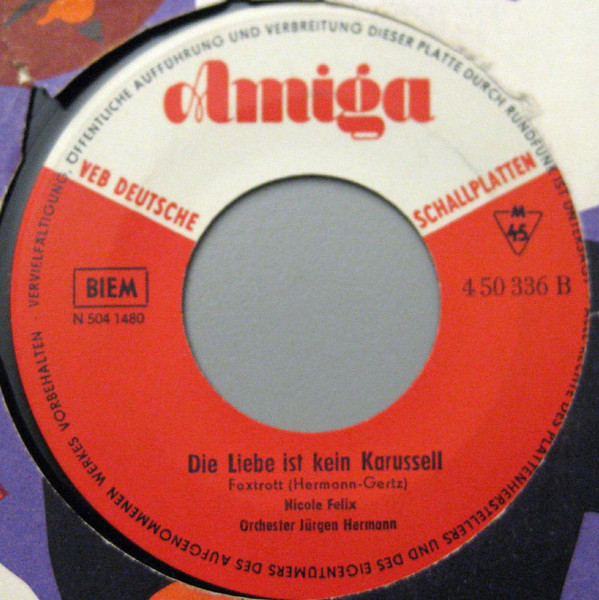 Amiga
VEB DEUTSCHE SCHALLPLATTEN
M
45
BIEM
N 504 1480
4 50 336 B
Die Liebe ist kein Karussell
Foxtrott (Hermann-Gertz)
Nicole Felix
Orchester Jürgen Hermann
DES PLATTENHERSTELLERS UND DES EIGENTÜMERS DES AUFGENOMMENEN WERKES VORBEHALTEN · VERVIELFÄLTIGUNG, ÖFFENTLICHE AUFFÜHRUNG UND VERBREITUNG DIESER PLATTE DURCH RUNDFUNK IST